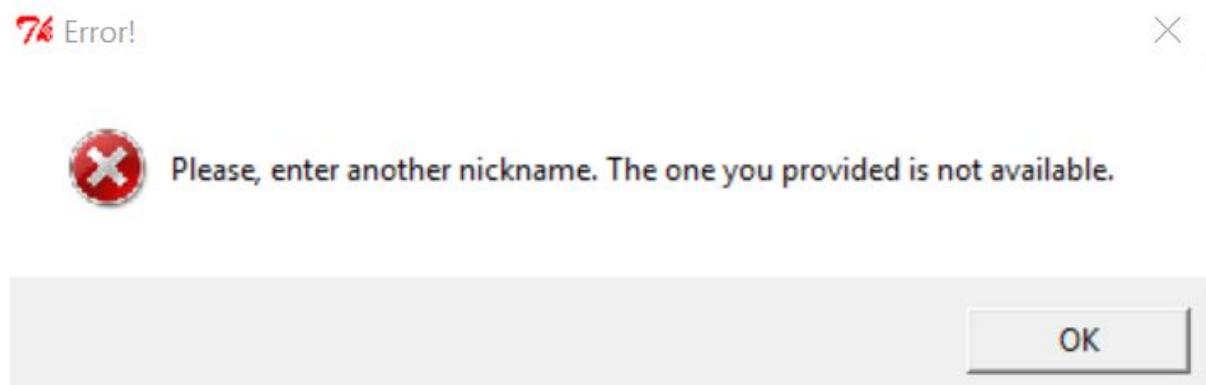 Error!
Please, enter another nickname. The one you provided is not available.
OK